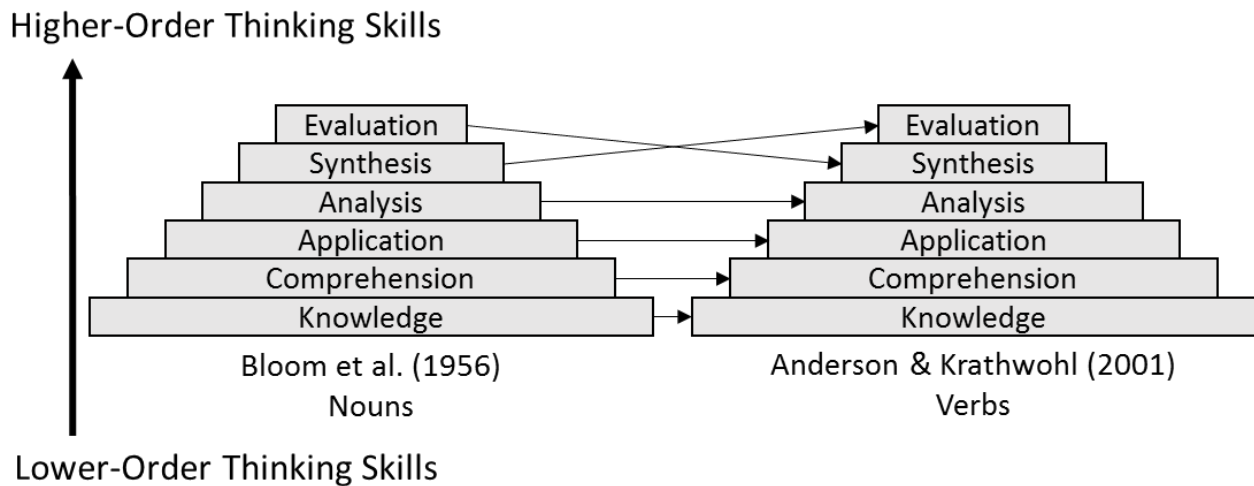 Higher-Order Thinking Skills
Evaluation
Synthesis
Analysis
Application
Comprehension
Knowledge
Bloom et al. (1956)
Nouns
Evaluation
Synthesis
Analysis
Application
Comprehension
Knowledge
Anderson & Krathwohl (2001)
Verbs
Lower-Order Thinking Skills